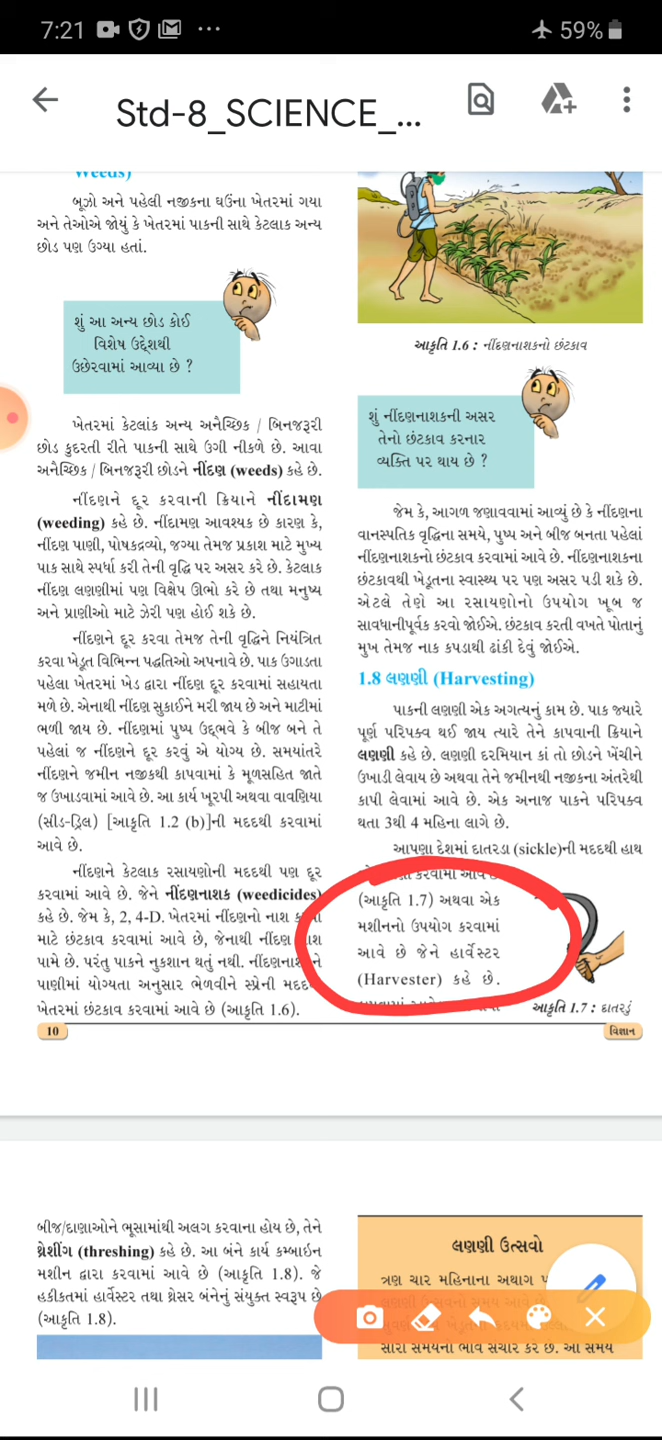 7:21
59%
Std-8_SCIENCE_...
Weeds)
બૂઝો અને પહેલી નજીકના ઘઉંના ખેતરમાં ગયા
અને તેઓએ જોયું કે ખેતરમાં પાકની સાથે કેટલાક અન્ય
છોડ પણ ઉગ્યા હતાં.
શું આ અન્ય છોડ કોઈ
વિશેષ ઉદ્દેશથી
ઉછેરવામાં આવ્યા છે ?
ખેતરમાં કેટલાંક અન્ય અનૈચ્છિક / બિનજરૂરી
છોડ કુદરતી રીતે પાકની સાથે ઉગી નીકળે છે. આવા
અનૈચ્છિક / બિનજરૂરી છોડને નીંદણ (weeds) કહે છે.
નીંદણને દૂર કરવાની ક્રિયાને નીંદામણ
(weeding) કહે છે. નીંદામણ આવશ્યક છે કારણ કે,
નીંદણ પાણી, પોષકદ્રવ્યો, જગ્યા તેમજ પ્રકાશ માટે મુખ્ય
પાક સાથે સ્પર્ધા કરી તેની વૃદ્ધિ પર અસર કરે છે. કેટલાક
નીંદણ લણણીમાં પણ વિક્ષેપ ઊભો કરે છે તથા મનુષ્ય
અને પ્રાણીઓ માટે ઝેરી પણ હોઈ શકે છે.
નીંદણને દૂર કરવા તેમજ તેની વૃદ્ધિને નિયંત્રિત
કરવા ખેડૂત વિભિન્ન પદ્ધતિઓ અપનાવે છે. પાક ઉગાડતા
પહેલા ખેતરમાં ખેડ દ્વારા નીંદણ દૂર કરવામાં સહાયતા
મળે છે. એનાથી નીંદણ સુકાઈને મરી જાય છે અને માટીમાં
ભળી જાય છે. નીંદણમાં પુષ્પ ઉદ્ભવે કે બીજ બને તે
પહેલાં જ નીંદણને દૂર કરવું એ યોગ્ય છે. સમયાંતરે
નીંદણને જમીન નજીકથી કાપવામાં કે મૂળસહિત જાતે
જ ઉખાડવામાં આવે છે. આ કાર્ય ખૂરપી અથવા વાવણિયા
(સીડ-ડ્રિલ) [આકૃતિ 1.2 (b)]ની મદદથી કરવામાં
આવે છે.
નીંદણને કેટલાક રસાયણોની મદદથી પણ દૂર
કરવામાં આવે છે. જેને નીંદણનાશક (weedicides)
કહે છે. જેમ કે, 2, 4-D. ખેતરમાં નીંદણનો નાશ
માટે છંટકાવ કરવામાં આવે છે, જેનાથી નીંદણ
પામે છે. પરંતુ પાકને નુકશાન થતું નથી.
પાણીમાં યોગ્યતા અનુસાર ભેળવીને સ્પ્રેની
ખેતરમાં છંટકાવ કરવામાં આવે છે (આકૃતિ 1.6).
10
આકૃતિ 1.6 : નીંદણનાશકનો છંટકાવ
શું નીંદણનાશકની અસર
તેનો છંટકાવ કરનાર
વ્યક્તિ પર થાય છે ?
જેમ કે, આગળ જણાવવામાં આવ્યું છે કે નીંદણના
વાનસ્પતિક વૃદ્ધિના સમયે, પુષ્પ અને બીજ બનતા પહેલાં
નીંદણનાશકનો છંટકાવ કરવામાં આવે છે. નીંદણનાશકના
છંટકાવથી ખેડૂતના સ્વાસ્થ્ય પર પણ અસર પડી શકે છે.
એટલે તેણે આ રસાયણોનો ઉપયોગ ખૂબ જ
સાવધાનીપૂર્વક કરવો જોઈએ. છંટકાવ કરતી વખતે પોતાનું
મુખ તેમજ નાક કપડાથી ઢાંકી દેવું જોઈએ.
1.8 લણણી (Harvesting)
પાકની લણણી એક અગત્યનું કામ છે. પાક જ્યારે
પૂર્ણ પરિપક્વ થઈ જાય ત્યારે તેને કાપવાની ક્રિયાને
લણણી કહે છે. લણણી દરમિયાન કાં તો છોડને ખેંચીને
ઉખાડી લેવાય છે અથવા તેને જમીનથી નજીકના અંતરેથી
કાપી લેવામાં આવે છે. એક અનાજ પાકને પરિપક્વ
થતા 3થી 4 મહિના લાગે છે.
આપણા દેશમાં દાતરડા (sickle)ની મદદથી હાથ
કરવામાં આવે
(આકૃતિ 1.7) અથવા એક
મશીનનો ઉપયોગ કરવામાં
આવે છે જેને હાર્વેસ્ટર
(Harvester) કહે છે.
આકૃતિ 1.7 : દાતરડું
વિજ્ઞાન
બીજ/દાણાઓને ભૂસામાંથી અલગ કરવાના હોય છે, તેને
થ્રેશીંગ (threshing) કહે છે. આ બંને કાર્ય કમ્બાઇન
મશીન દ્વારા કરવામાં આવે છે (આકૃતિ 1.8). જે
હકીકતમાં હાર્વેસ્ટર તથા થ્રેસર બંનેનું સંયુક્ત સ્વરૂપ છે
(આકૃતિ 1.8).
લણણી ઉત્સવો
ત્રણ ચાર મહિનાના અથાગ
સારા સમયનો ભાવ સંચાર કરે છે. આ સમય